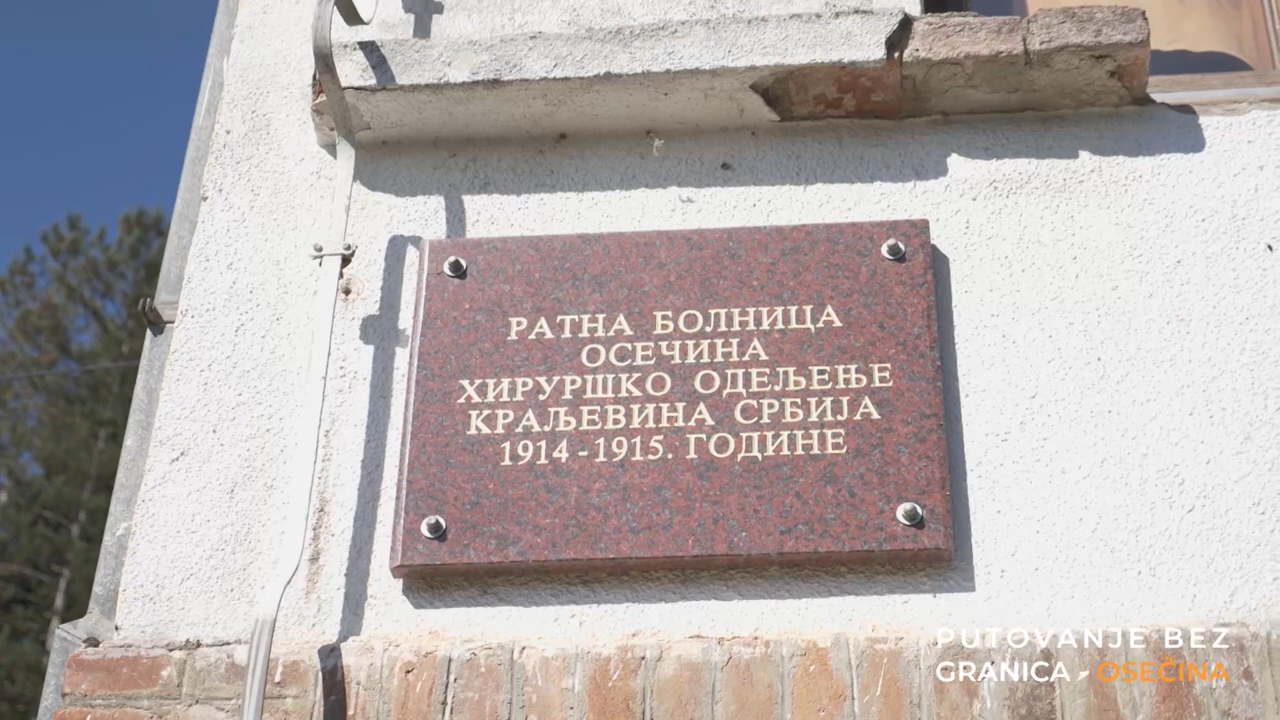 РАТНА БОЛНИЦА
ОСЕЧИНА
ХИРУРШКО ОДЕЉЕЊЕ
КРАЉЕВИНА СРБИЈА
1914-1915. ГОДИНЕ
PUTOVANJE BEZ
GRANICA - OSEČINA